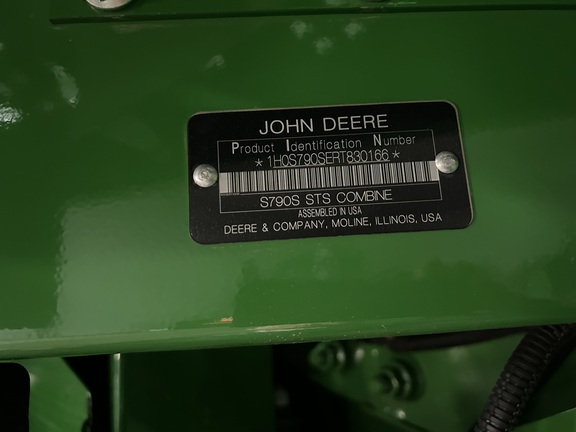 JOHN DEERE
Product Identification Number
* 1H0S790SERT830166 *
S790S STS COMBINE
ASSEMBLED IN USA
DEERE & COMPANY, MOLINE, ILLINOIS, USA